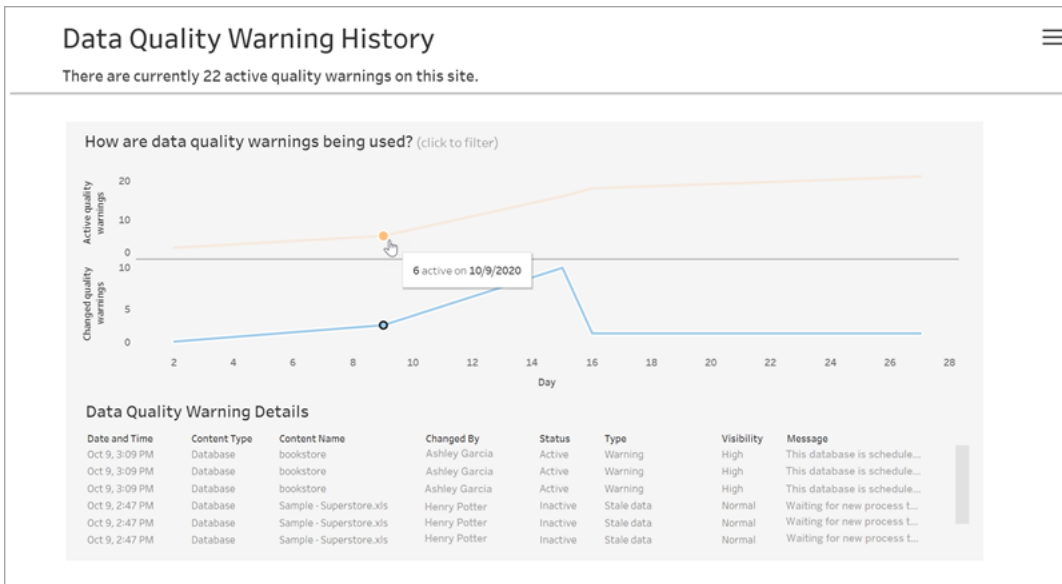 Data Quality Warning History
There are currently 22 active quality warnings on this site.
How are data quality warnings being used? (click to filter)
Active quality
warnings
20
10
0
6 active on 10/9/2020
Changed quality
warnings
10
5
0
2 4 6 8 10 12 14 16 18 20 22 24 26 28
Day
Data Quality Warning Details
Date and Time Content Type Content Name Changed By Status Type Visibility Message
Oct 9, 3:09 PM Database bookstore Ashley Garcia Active Warning High This database is schedule...
Oct 9, 3:09 PM Database bookstore Ashley Garcia Active Warning High This database is schedule...
Oct 9, 3:09 PM Database bookstore Ashley Garcia Active Warning High This database is schedule...
Oct 9, 2:47 PM Database Sample - Superstore.xls Henry Potter Inactive Stale data Normal Waiting for new process t...
Oct 9, 2:47 PM Database Sample - Superstore.xls Henry Potter Inactive Stale data Normal Waiting for new process t...
Oct 9, 2:47 PM Database Sample - Superstore.xls Henry Potter Inactive Stale data Normal Waiting for new process t...